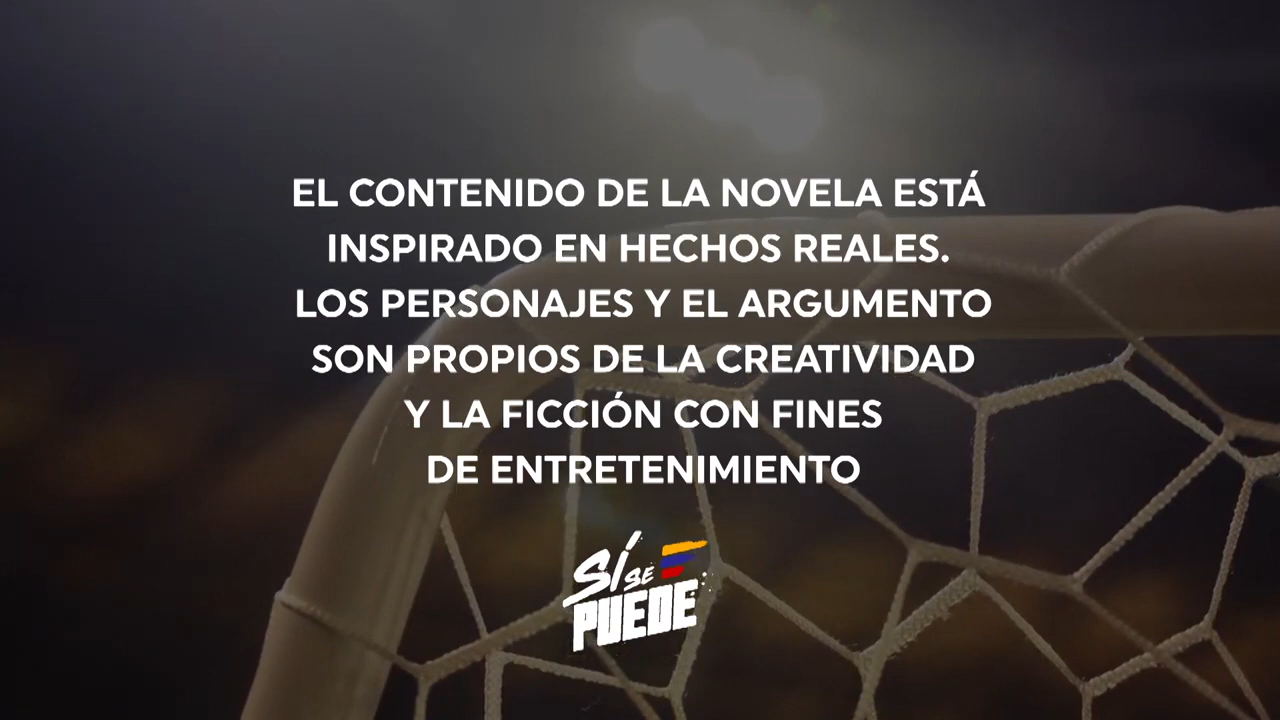 EL CONTENIDO DE LA NOVELA ESTÁ
INSPIRADO EN HECHOS REALES.
LOS PERSONAJES Y EL ARGUMENTO
SON PROPIOS DE LA CREATIVIDAD
Y LA FICCIÓN CON FINES
DE ENTRETENIMIENTO
SÍ SE
PUEDE